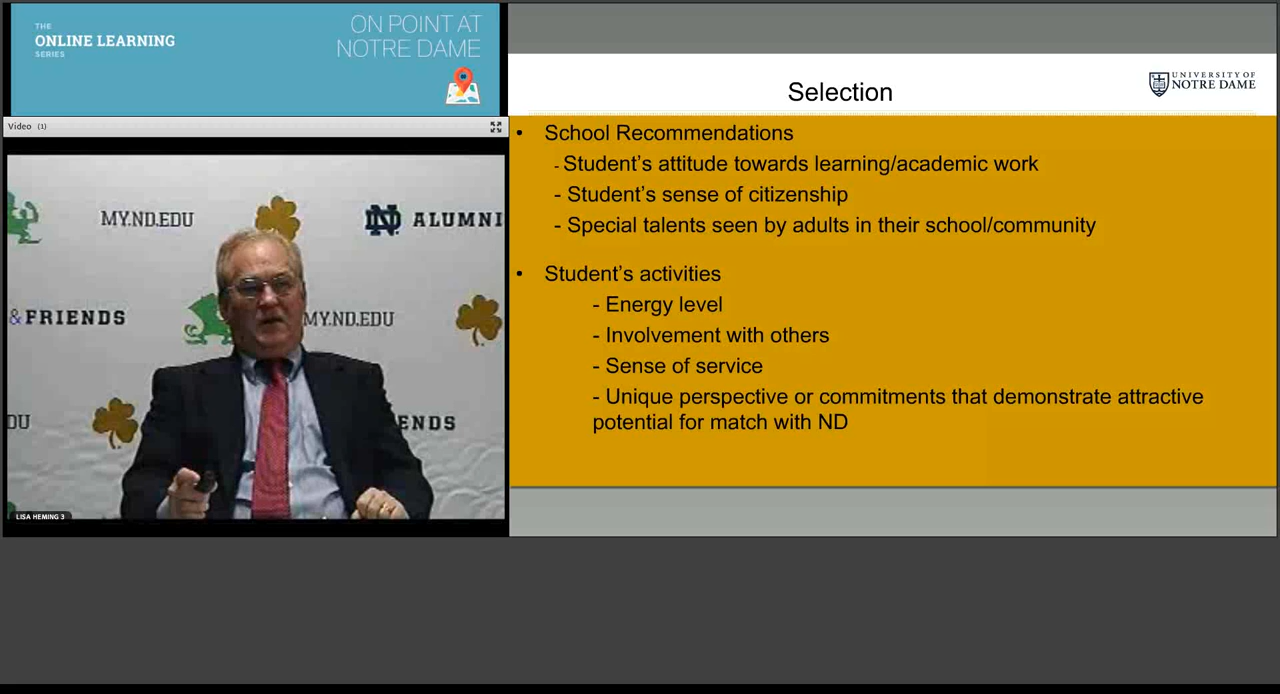 THE
ONLINE LEARNING
SERIES
ON POINT AT
NOTRE DAME
Video (1)
MY.ND.EDU
ND ALUMNI
&FRIENDS
MY.ND.EDU
DU
ENDS
LISA HEMING 3
Selection
UNIVERSITY OF
NOTRE DAME
• School Recommendations
- Student's attitude towards learning/academic work
- Student's sense of citizenship
- Special talents seen by adults in their school/community
• Student's activities
- Energy level
- Involvement with others
- Sense of service
- Unique perspective or commitments that demonstrate attractive
potential for match with ND